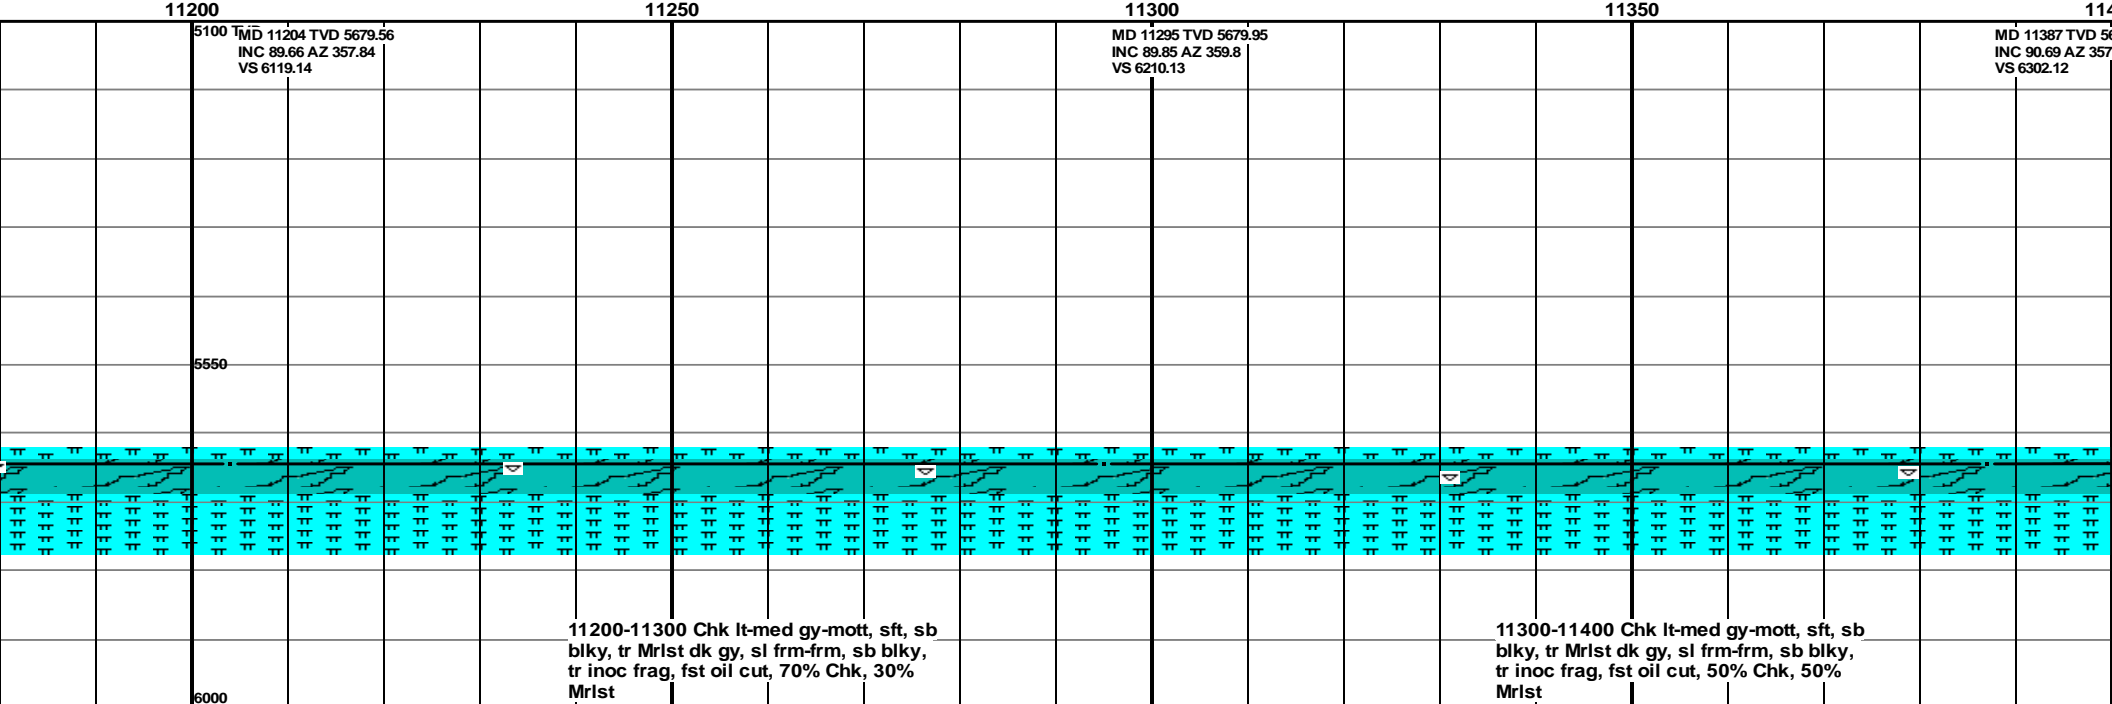 11200
11250
11300
11350
5100
MD 11204 TVD 5679.56
INC 89.66 AZ 357.84
VS 6119.14
MD 11295 TVD 5679.95
INC 89.85 AZ 359.8
VS 6210.13
MD 11387 TVD 56
INC 90.69 AZ 357
VS 6302.12
5550
11200-11300 Chk lt-med gy-mott, sft, sb
blky, tr Mrlst dk gy, sl frm-frm, sb blky,
tr inoc frag, fst oil cut, 70% Chk, 30%
Mrlst
11300-11400 Chk lt-med gy-mott, sft, sb
blky, tr Mrlst dk gy, sl frm-frm, sb blky,
tr inoc frag, fst oil cut, 50% Chk, 50%
Mrlst
6000